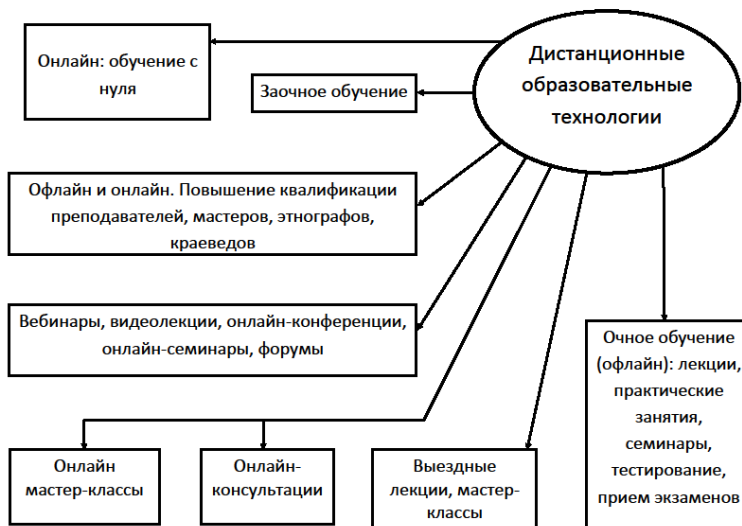 Дистанционные
образовательные
технологии
Онлайн: обучение с
нуля
Заочное обучение
Офлайн и онлайн. Повышение квалификации
преподавателей, мастеров, этнографов,
краеведов
Вебинары, видеолекции, онлайн-конференции,
онлайн-семинары, форумы
Онлайн
мастер-классы
Онлайн-
консультации
Выездные
лекции, мастер-
классы
Очное обучение
(офлайн): лекции,
практические
занятия,
семинары,
тестирование,
прием экзаменов